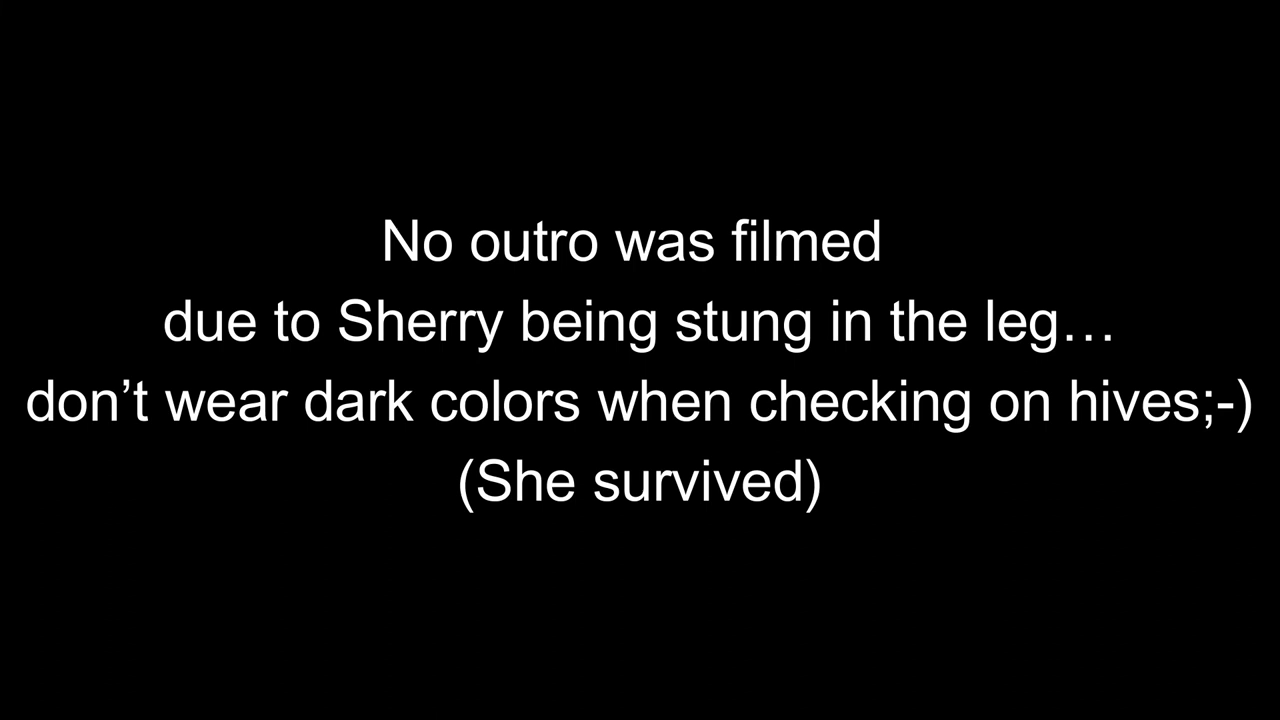 No outro was filmed
due to Sherry being stung in the leg…
don’t wear dark colors when checking on hives;-)
(She survived)